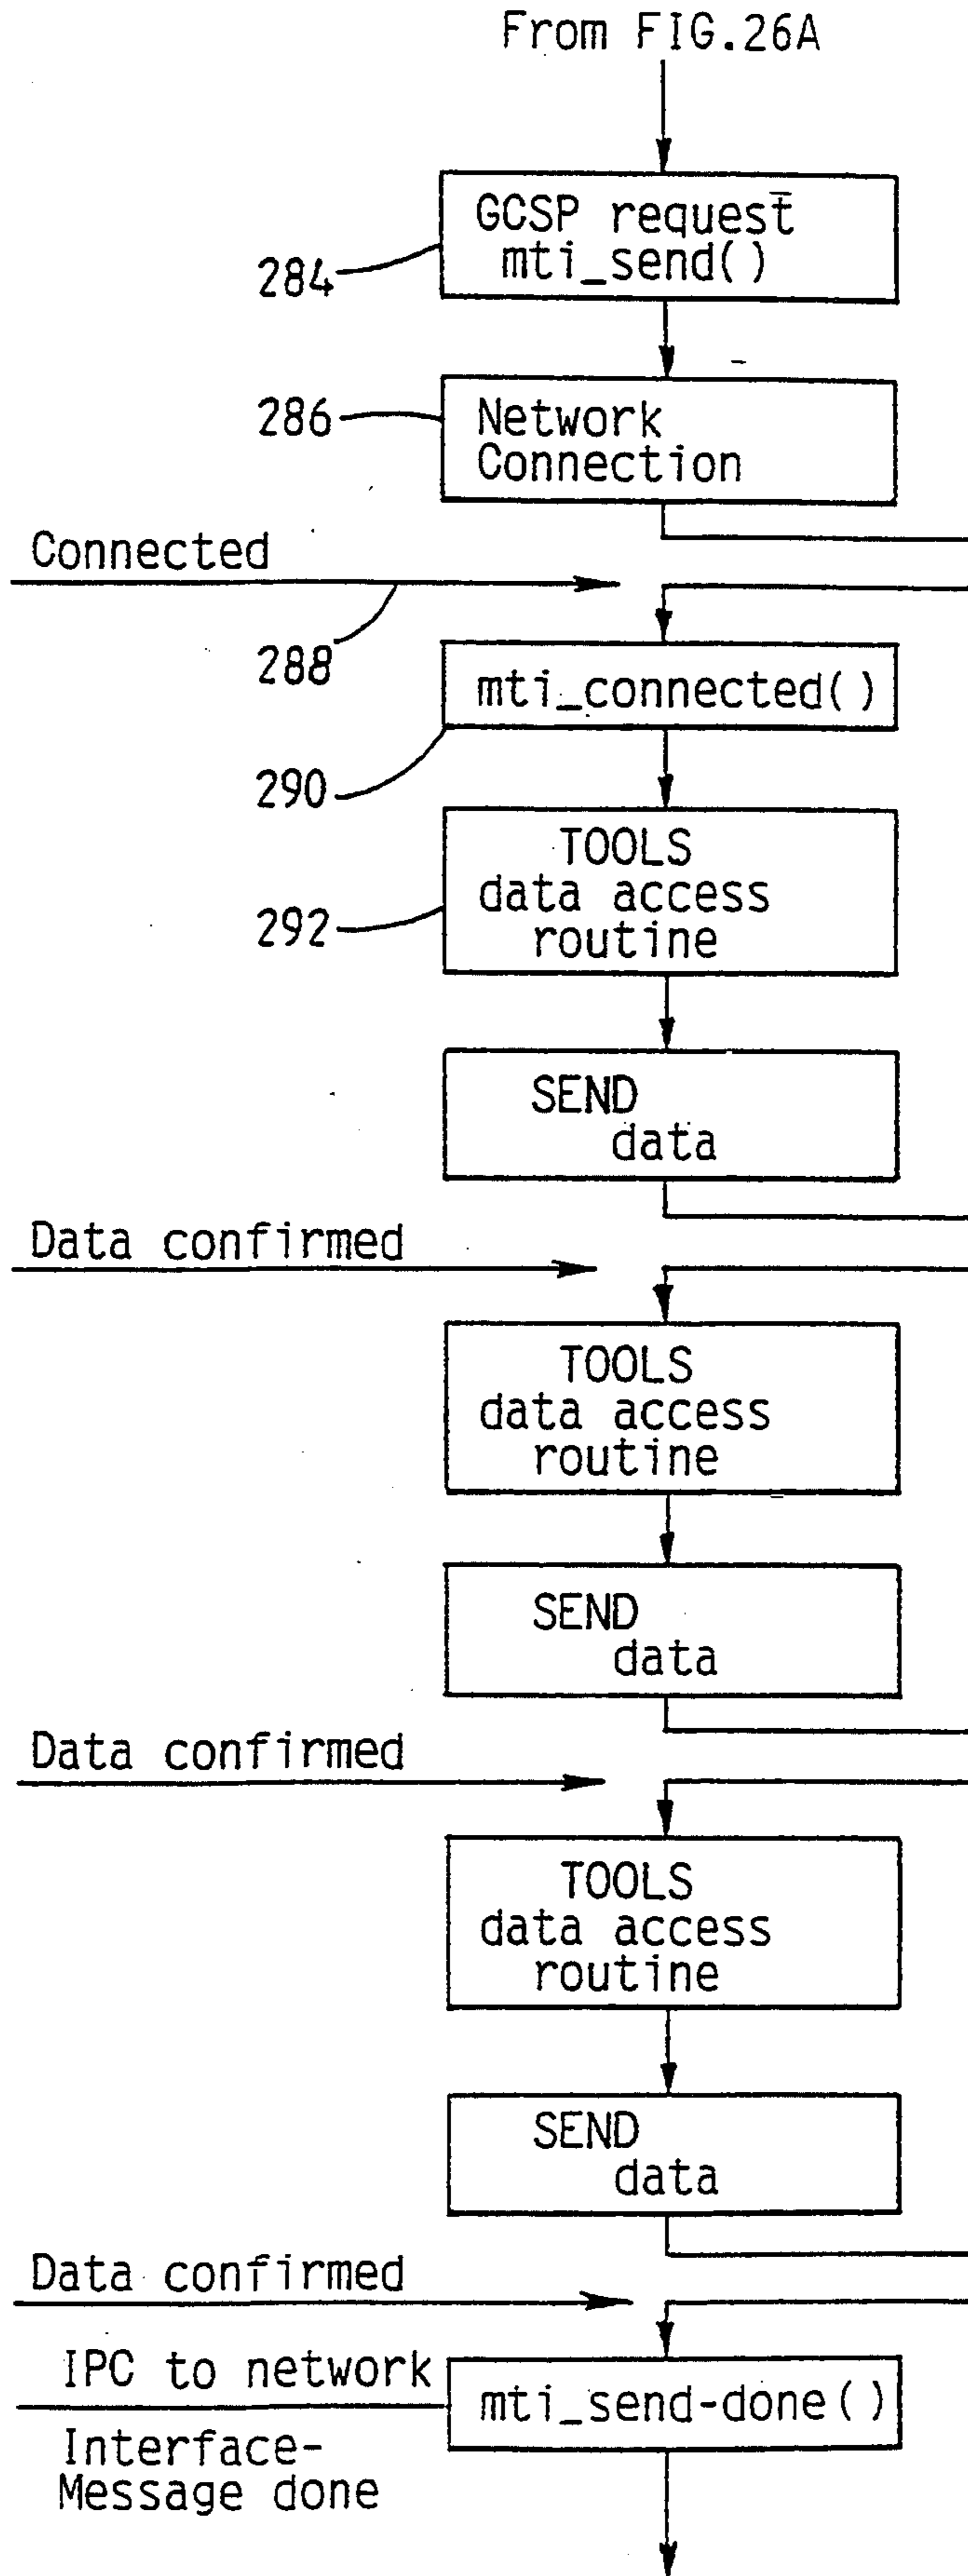 From FIG.26A
GCSP request
mti_send()
284
286
Network
Connection
Connected
288
mti_connected()
290
TOOLS
data access
routine
292
SEND
data
Data confirmed
TOOLS
data access
routine
SEND
data
Data confirmed
TOOLS
data access
routine
SEND
data
Data confirmed
IPC to network
mti_send-done()
Interface-
Message done